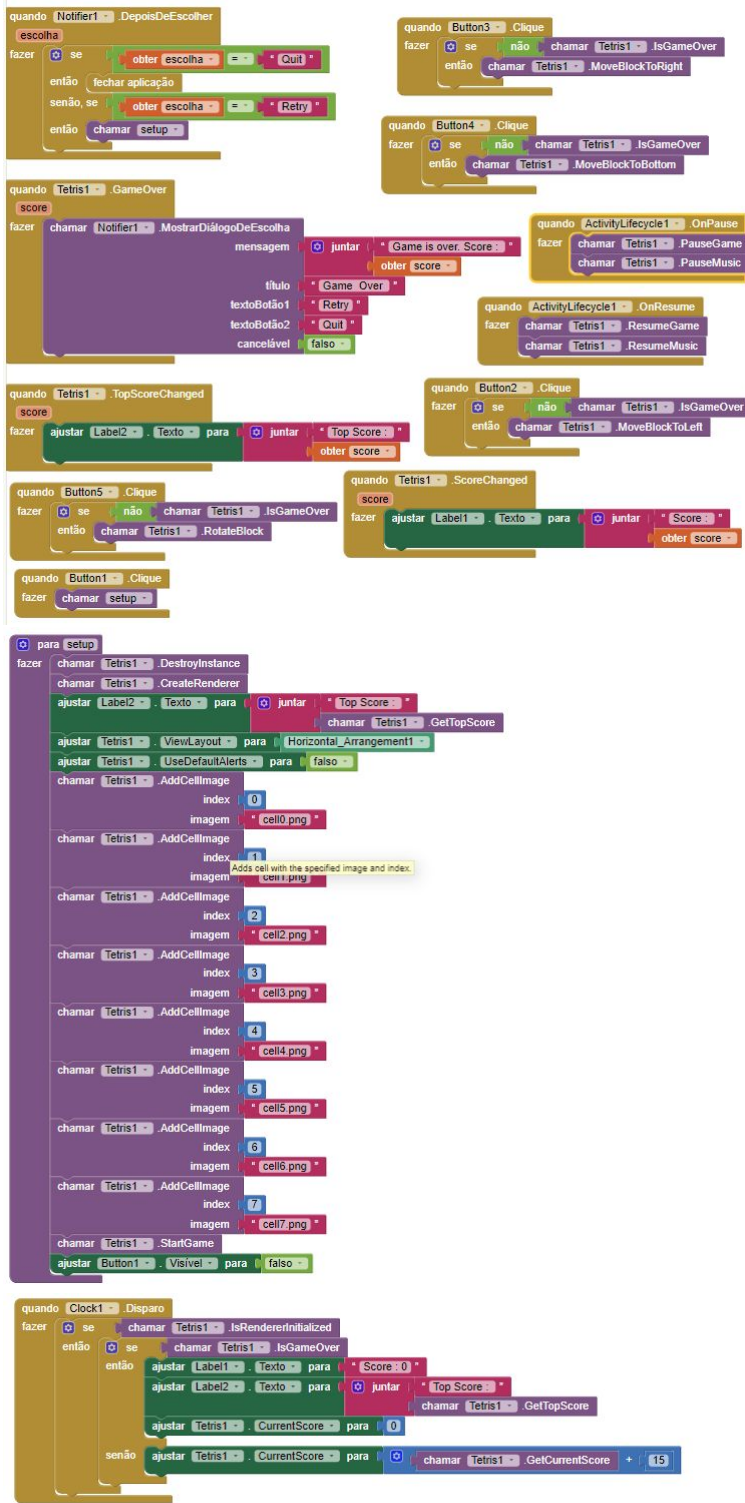 quando Notifier1 .DepoisDeEscolher
escolha
fazer se obter escolha = " Quit "
então fechar aplicação
senão, se obter escolha = " Retry "
então chamar setup
quando Button3 .Clique
fazer se não chamar Tetris1 .IsGameOver
então chamar Tetris1 .MoveBlockToRight
quando Button4 .Clique
fazer se não chamar Tetris1 .IsGameOver
então chamar Tetris1 .MoveBlockToBottom
quando Tetris1 .GameOver
score
fazer chamar Notifier1 .MostrarDiálogoDeEscolha
mensagem juntar " Game is over. Score : "
obter score
título " Game Over "
textoBotão1 " Retry "
textoBotão2 " Quit "
cancelável falso
quando ActivityLifecycle1 .OnPause
fazer chamar Tetris1 .PauseGame
chamar Tetris1 .PauseMusic
quando ActivityLifecycle1 .OnResume
fazer chamar Tetris1 .ResumeGame
chamar Tetris1 .ResumeMusic
quando Tetris1 .TopScoreChanged
score
fazer ajustar Label2 . Texto para juntar " Top Score : "
obter score
quando Button2 .Clique
fazer se não chamar Tetris1 .IsGameOver
então chamar Tetris1 .MoveBlockToLeft
quando Button5 .Clique
fazer se não chamar Tetris1 .IsGameOver
então chamar Tetris1 .RotateBlock
quando Tetris1 .ScoreChanged
score
fazer ajustar Label1 . Texto para juntar " Score : "
obter score
quando Button1 .Clique
fazer chamar setup
para setup
fazer chamar Tetris1 .DestroyInstance
chamar Tetris1 .CreateRenderer
ajustar Label2 . Texto para juntar " Top Score : "
chamar Tetris1 .GetTopScore
ajustar Tetris1 . ViewLayout para Horizontal_Arrangement1
ajustar Tetris1 . UseDefaultAlerts para falso
chamar Tetris1 .AddCellImage
index 0
imagem " cell0.png "
chamar Tetris1 .AddCellImage
index 1
Adds cell with the specified image and index.
imagem " cell1.png "
chamar Tetris1 .AddCellImage
index 2
imagem " cell2.png "
chamar Tetris1 .AddCellImage
index 3
imagem " cell3.png "
chamar Tetris1 .AddCellImage
index 4
imagem " cell4.png "
chamar Tetris1 .AddCellImage
index 5
imagem " cell5.png "
chamar Tetris1 .AddCellImage
index 6
imagem " cell6.png "
chamar Tetris1 .AddCellImage
index 7
imagem " cell7.png "
chamar Tetris1 .StartGame
ajustar Button1 . Visível para falso
quando Clock1 .Disparo
fazer se chamar Tetris1 .IsRendererInitialized
então se chamar Tetris1 .IsGameOver
então ajustar Label1 . Texto para " Score : 0 "
ajustar Label2 . Texto para juntar " Top Score : "
chamar Tetris1 .GetTopScore
ajustar Tetris1 . CurrentScore para 0
senão ajustar Tetris1 . CurrentScore para chamar Tetris1 .GetCurrentScore + 15